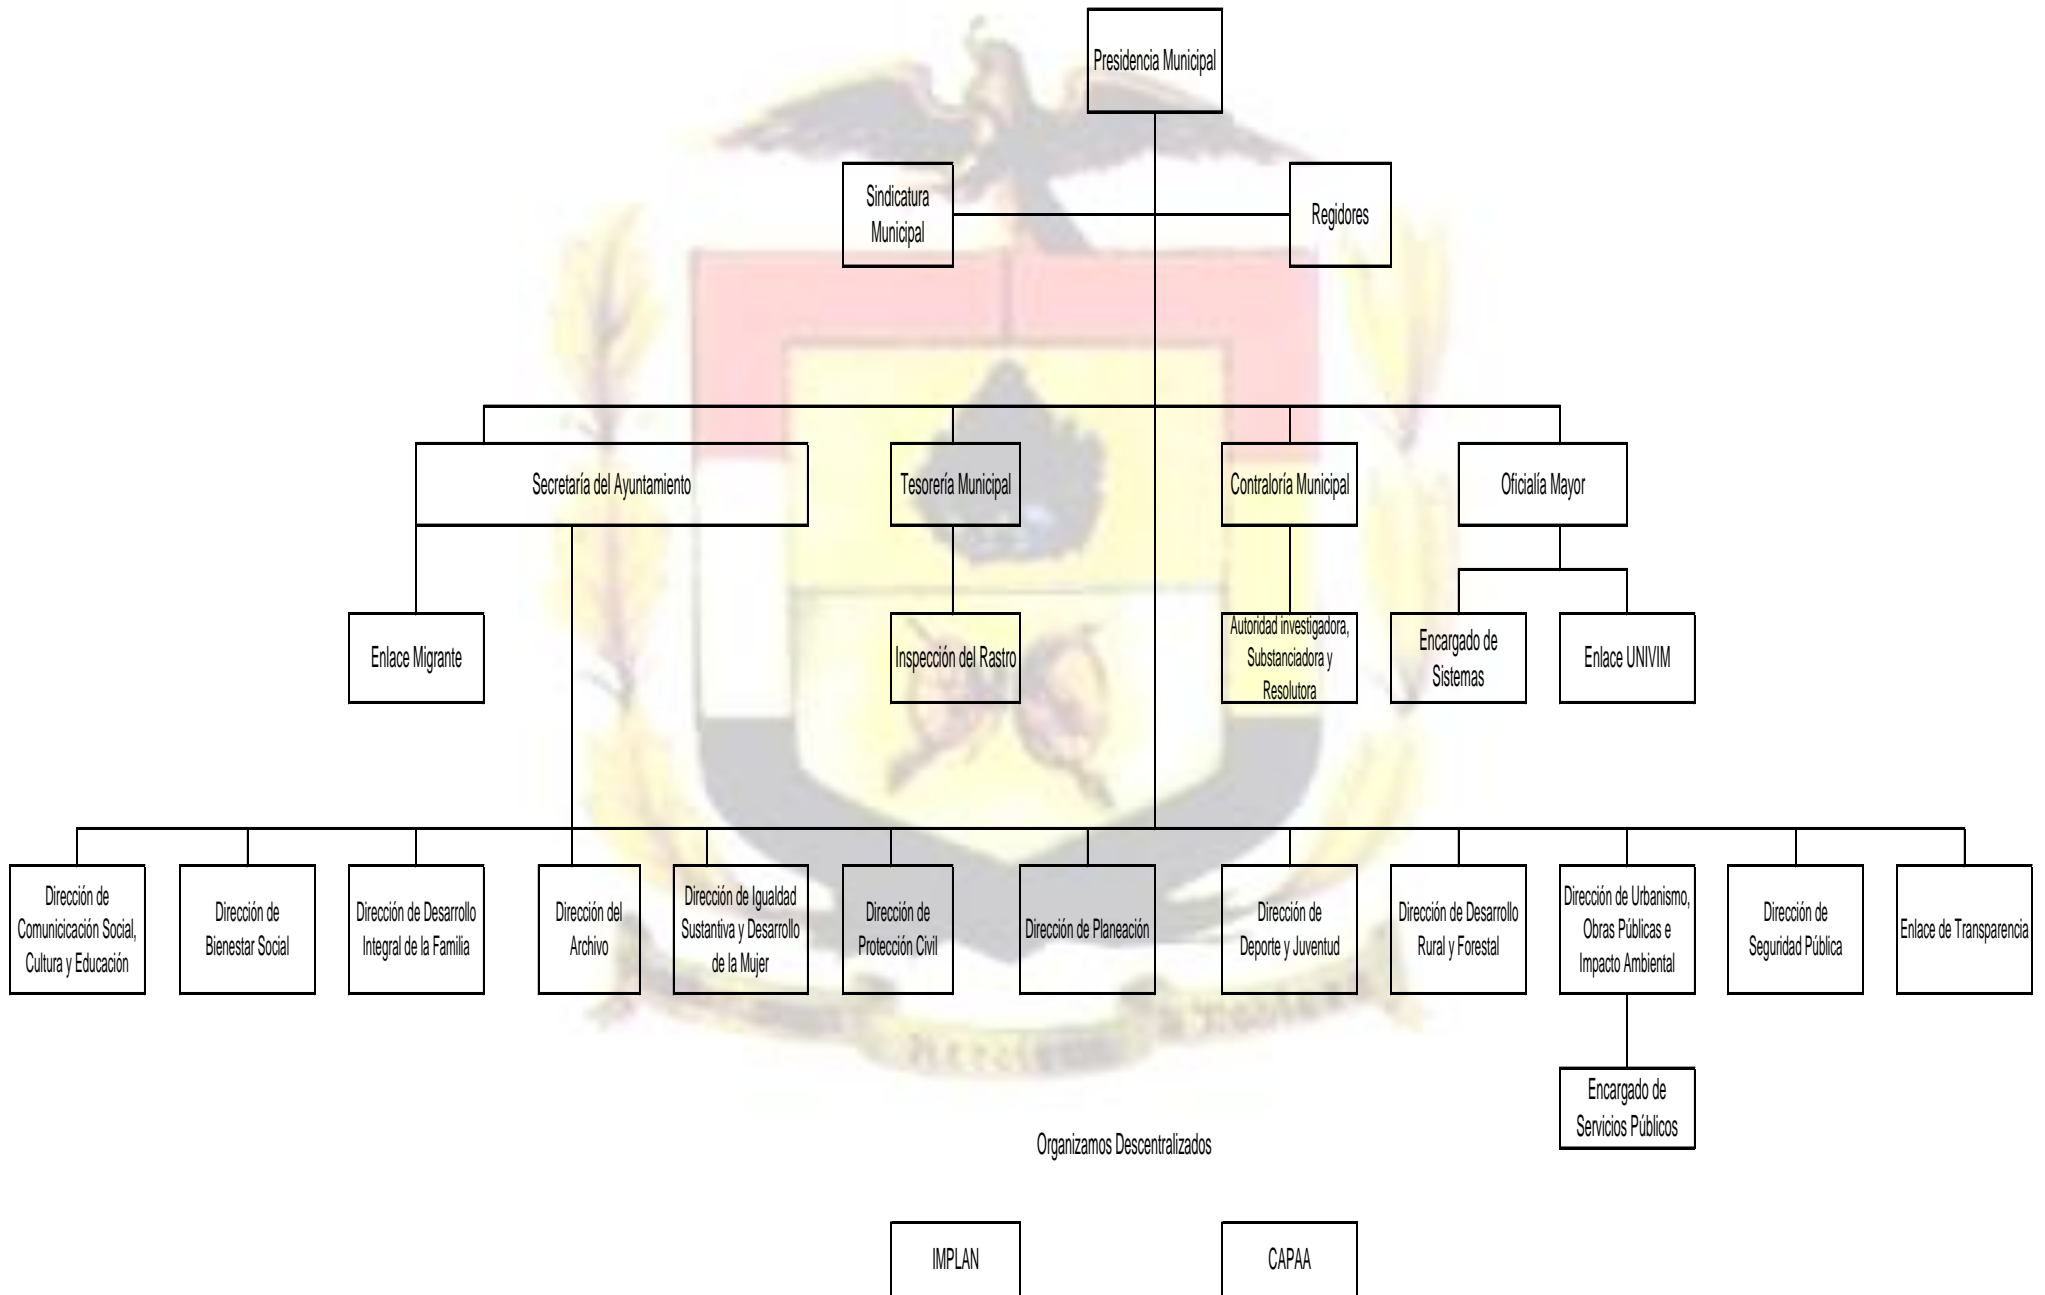 Presidencia Municipal
Sindicatura
Municipal
Regidores
Secretaría del Ayuntamiento
Tesorería Municipal
Contraloría Municipal
Oficialía Mayor
Enlace Migrante
Inspección del Rastro
Autoridad investigadora,
Substanciadora y
Resolutora
Encargado de
Sistemas
Enlace UNIVIM
Dirección de
Comunicicación Social,
Cultura y Educación
Dirección de
Bienestar Social
Dirección de Desarrollo
Integral de la Familia
Dirección del
Archivo
Dirección de Igualdad
Sustantiva y Desarrollo
de la Mujer
Dirección de
Protección Civil
Dirección de Planeación
Dirección de
Deporte y Juventud
Dirección de Desarrollo
Rural y Forestal
Dirección de Urbanismo,
Obras Públicas e
Impacto Ambiental
Dirección de
Seguridad Pública
Enlace de Transparencia
Encargado de
Servicios Públicos
Organizamos Descentralizados
IMPLAN
CAPAA